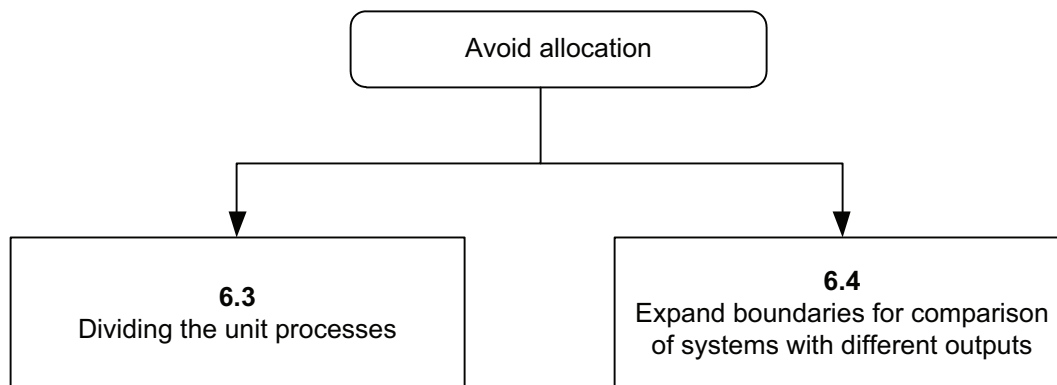 Avoid allocation
6.3
Dividing the unit processes
6.4
Expand boundaries for comparison
of systems with different outputs